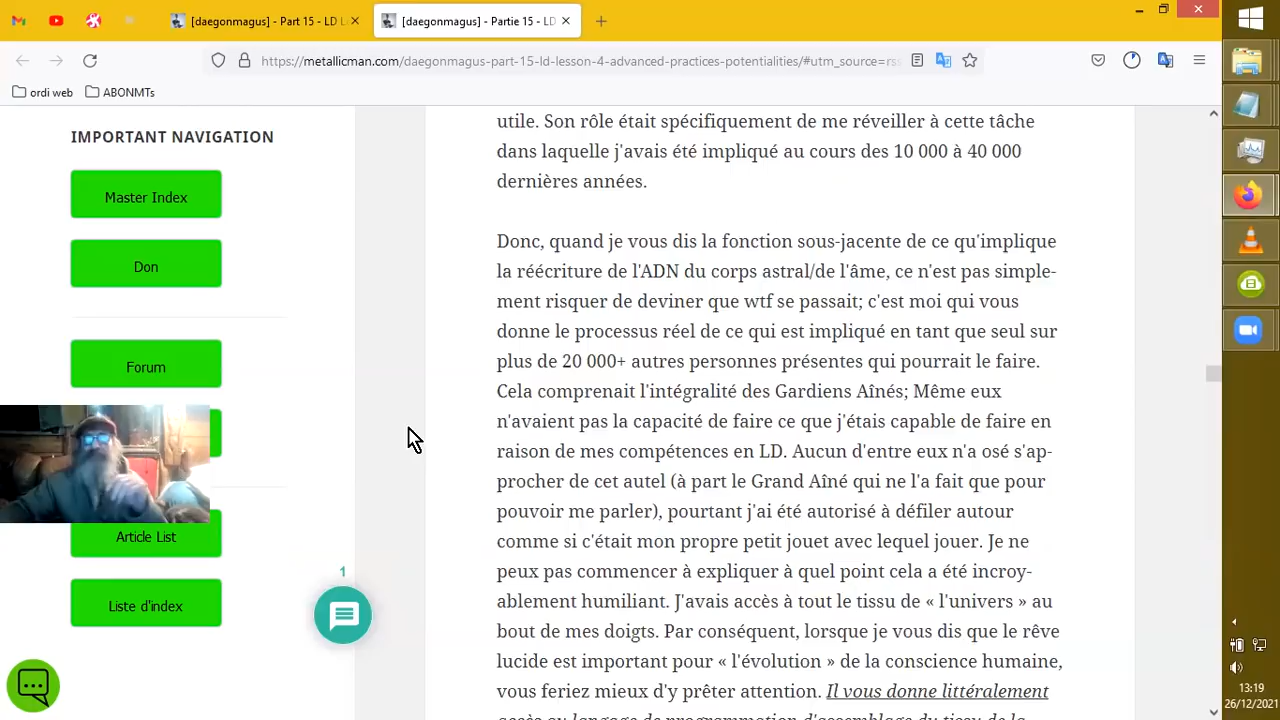 [daegonmagus] - Part 15 - LD L
[daegonmagus] - Partie 15 - LD
https://metallicman.com/daegonmagus-part-15
lesson-4-advanced-practices-potentialities/#
ordi web
ABONMTs
IMPORTANT NAVIGATION
Master Index
Don
Forum
Article List
Liste d'index
1
utile. Son rôle était spécifiquement de me réveiller à cette tâche
dans laquelle j'avais été impliqué au cours des 10 000 à 40 000
dernières années.
Donc, quand je vous dis la fonction sous-jacente de ce qu'implique
la réécriture de l'ADN du corps astral/de l'âme, ce n'est pas simple-
ment risquer de deviner que wtf se passait; c'est moi qui vous
donne le processus réel de ce qui est impliqué en tant que seul sur
plus de 20 000+ autres personnes présentes qui pourrait le faire.
Cela comprenait l'intégralité des Gardiens Aînés; Même eux
n'avaient pas la capacité de faire ce que j'étais capable de faire en
raison de mes compétences en LD. Aucun d'entre eux n'a osé s'ap-
procher de cet autel (à part le Grand Aîné qui ne l'a fait que pour
pouvoir me parler), pourtant j'ai été autorisé à défiler autour
comme si c'était mon propre petit jouet avec lequel jouer. Je ne
peux pas commencer à expliquer à quel point cela a été incroy-
ablement humiliant. J'avais accès à tout le tissu de « l'univers » au
bout de mes doigts. Par conséquent, lorsque je vous dis que le rêve
lucide est important pour « l'évolution » de la conscience humaine,
vous feriez mieux d'y prêter attention. Il vous donne littéralement
accès au langage de programmation d'assemblage du tissu de la
13:19
26/12/2021